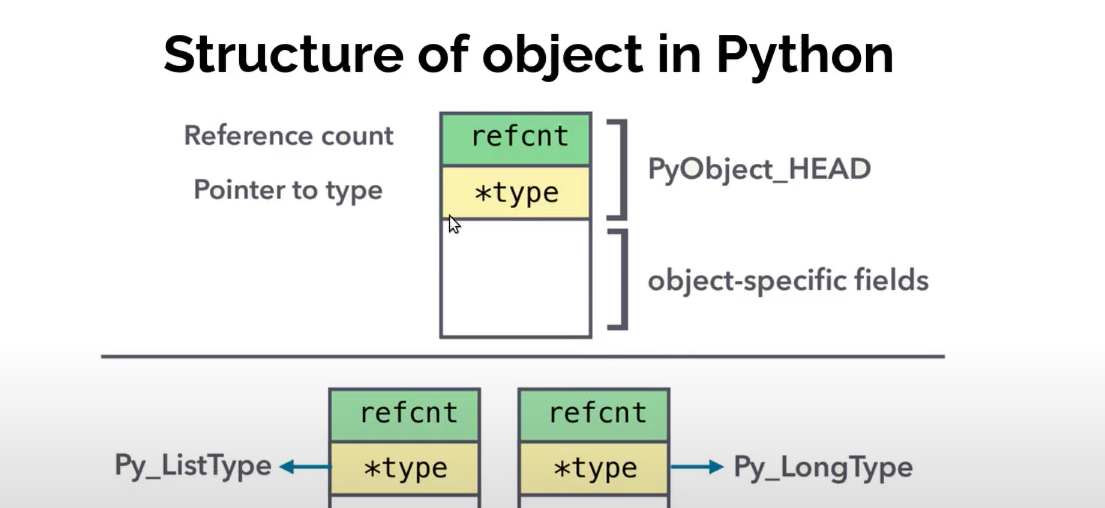 Structure of object in Python
Reference count
refcnt
PyObject_HEAD
Pointer to type
*type
object-specific fields
refcnt
refcnt
Py_ListType
*type
*type
Py_LongType